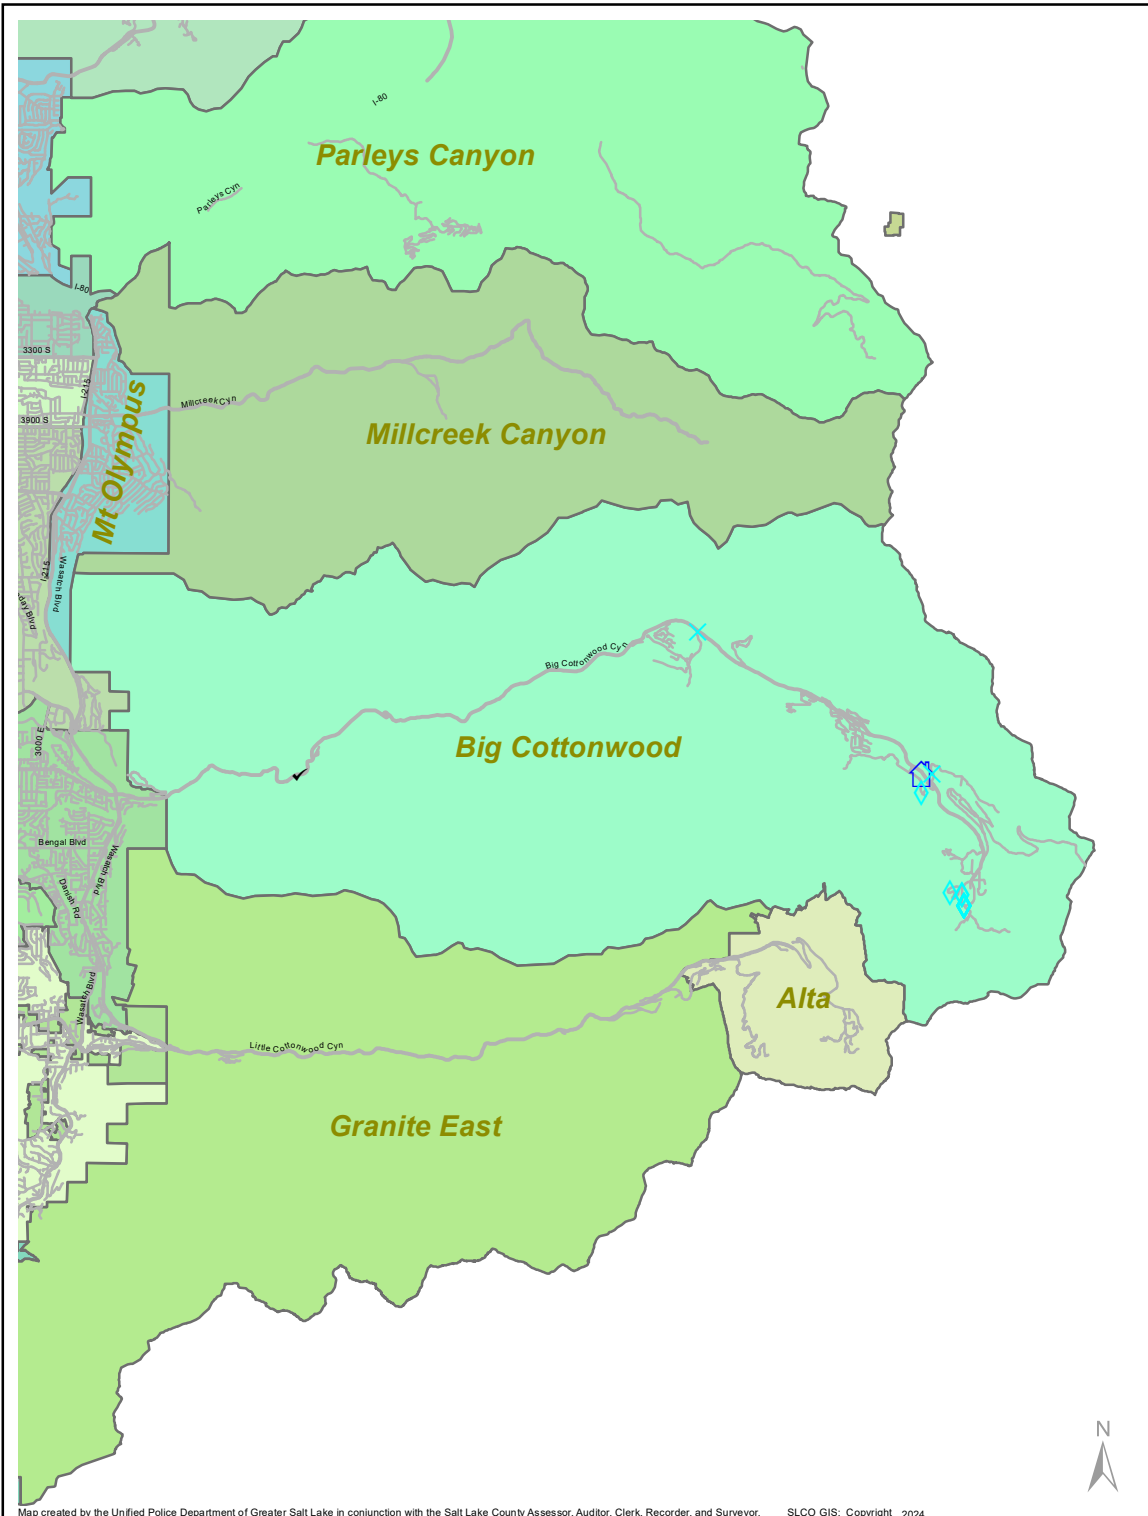 I-80
Parleys Canyon
Parleys Cyn
I-80
3300 S
I-215
Millcreek Cyn
3900 S
Mt Olympus
Millcreek Canyon
I-215
Wasatch Blvd
day Blvd
Big Cottonwood Cyn
3000 E
Big Cottonwood
Bengal Blvd
Wasatch Blvd
Danish Rd
Wasatch Blvd
Alta
Little Cottonwood Cyn
Granite East
N
Map created by the Unified Police Department of Greater Salt Lake in conjunction with the Salt Lake County Assessor, Auditor, Clerk, Recorder, and Surveyor. SLCO GIS: Copyright 2024